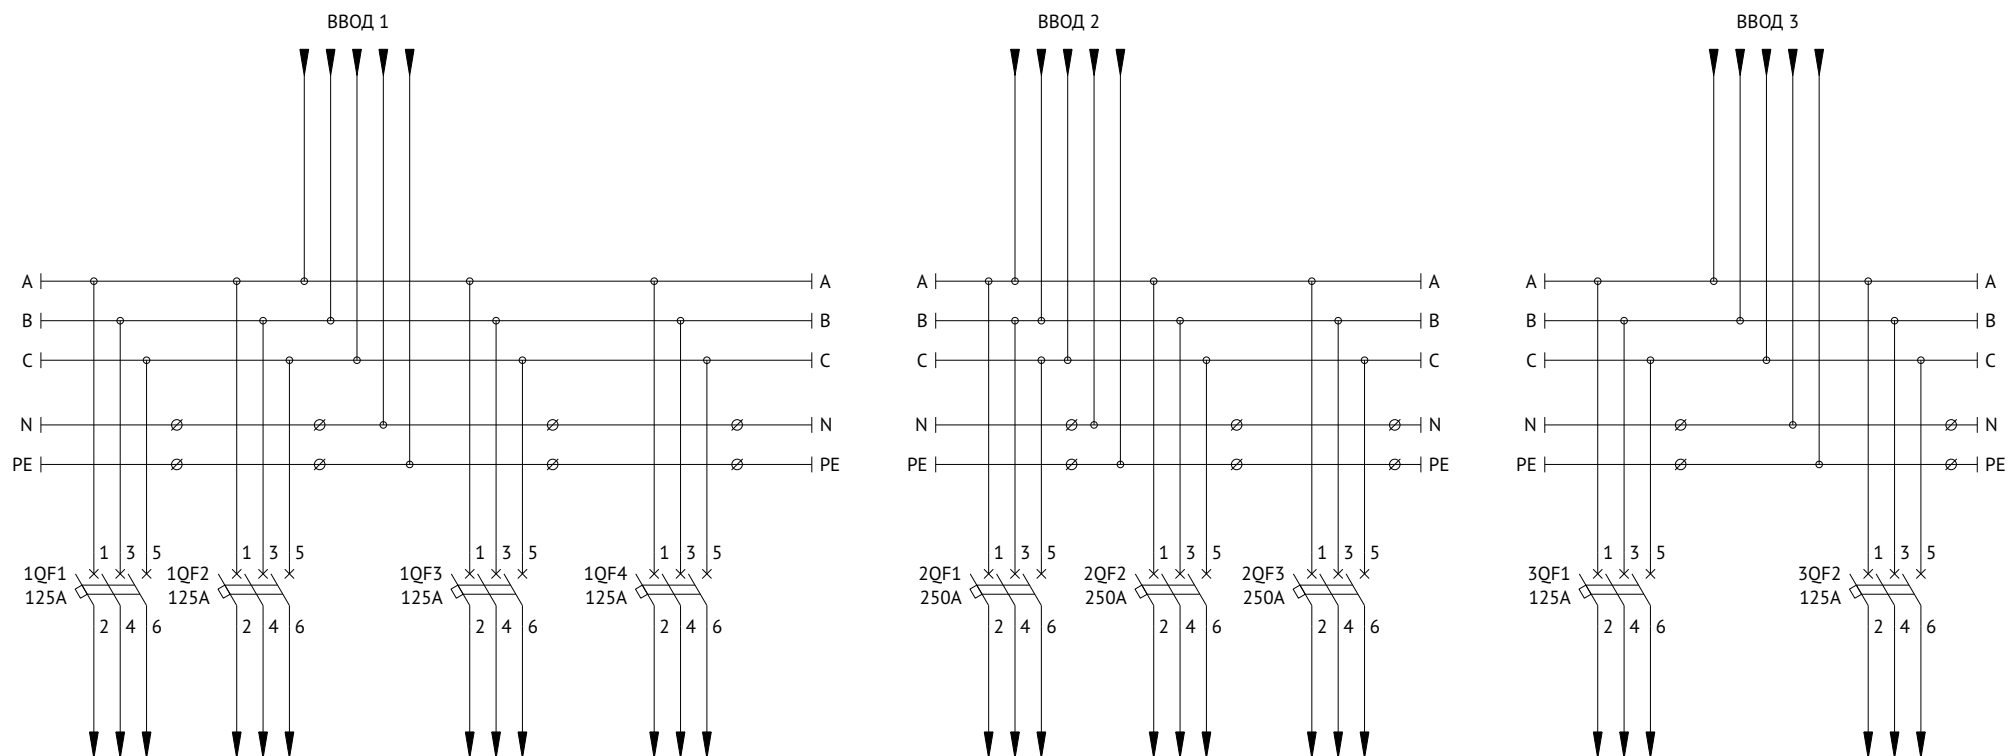 ВВОД 1 ВВОД 2 ВВОД 3
A A A A A A
B B B B B B
C C C C C C
N N N N N N
PE PE PE PE PE PE
1 3 5 1 3 5 1 3 5 1 3 5 1 3 5 1 3 5 1 3 5 1 3 5 1 3 5
1QF1 1QF2 1QF3 1QF4 2QF1 2QF2 2QF3 3QF1 3QF2
125A 125A 125A 125A 250A 250A 250A 125A 125A
2 4 6 2 4 6 2 4 6 2 4 6 2 4 6 2 4 6 2 4 6 2 4 6 2 4 6